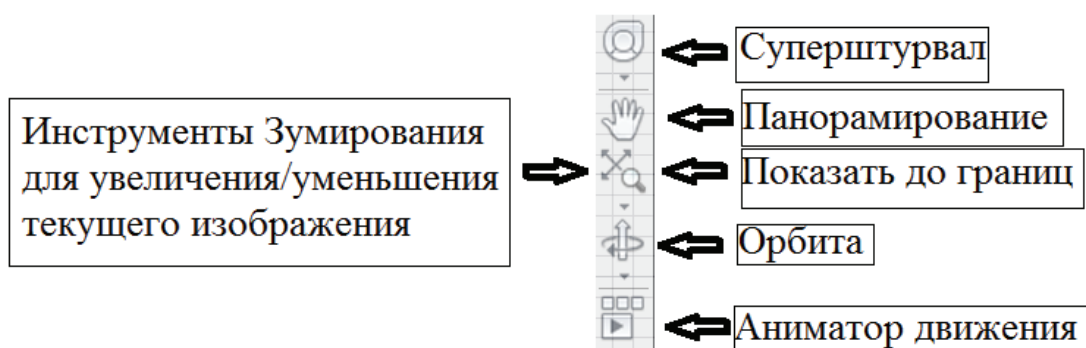 Инструменты Зумирования
для увеличения/уменьшения
текущего изображения
Суперштурвал
Панорамирование
Показать до границ
Орбита
Аниматор движения